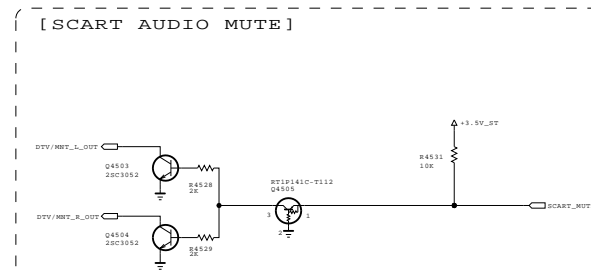 [SCART AUDIO MUTE]
+3.5V_ST
DTV/MNT_L_OUT
R4531
10K
Q4503
2SC3052
R4528
2K
RT1P141C-T112
Q4505
SCART_MUT
3
1
DTV/MNT_R_OUT
2
Q4504
2SC3052
R4529
2K